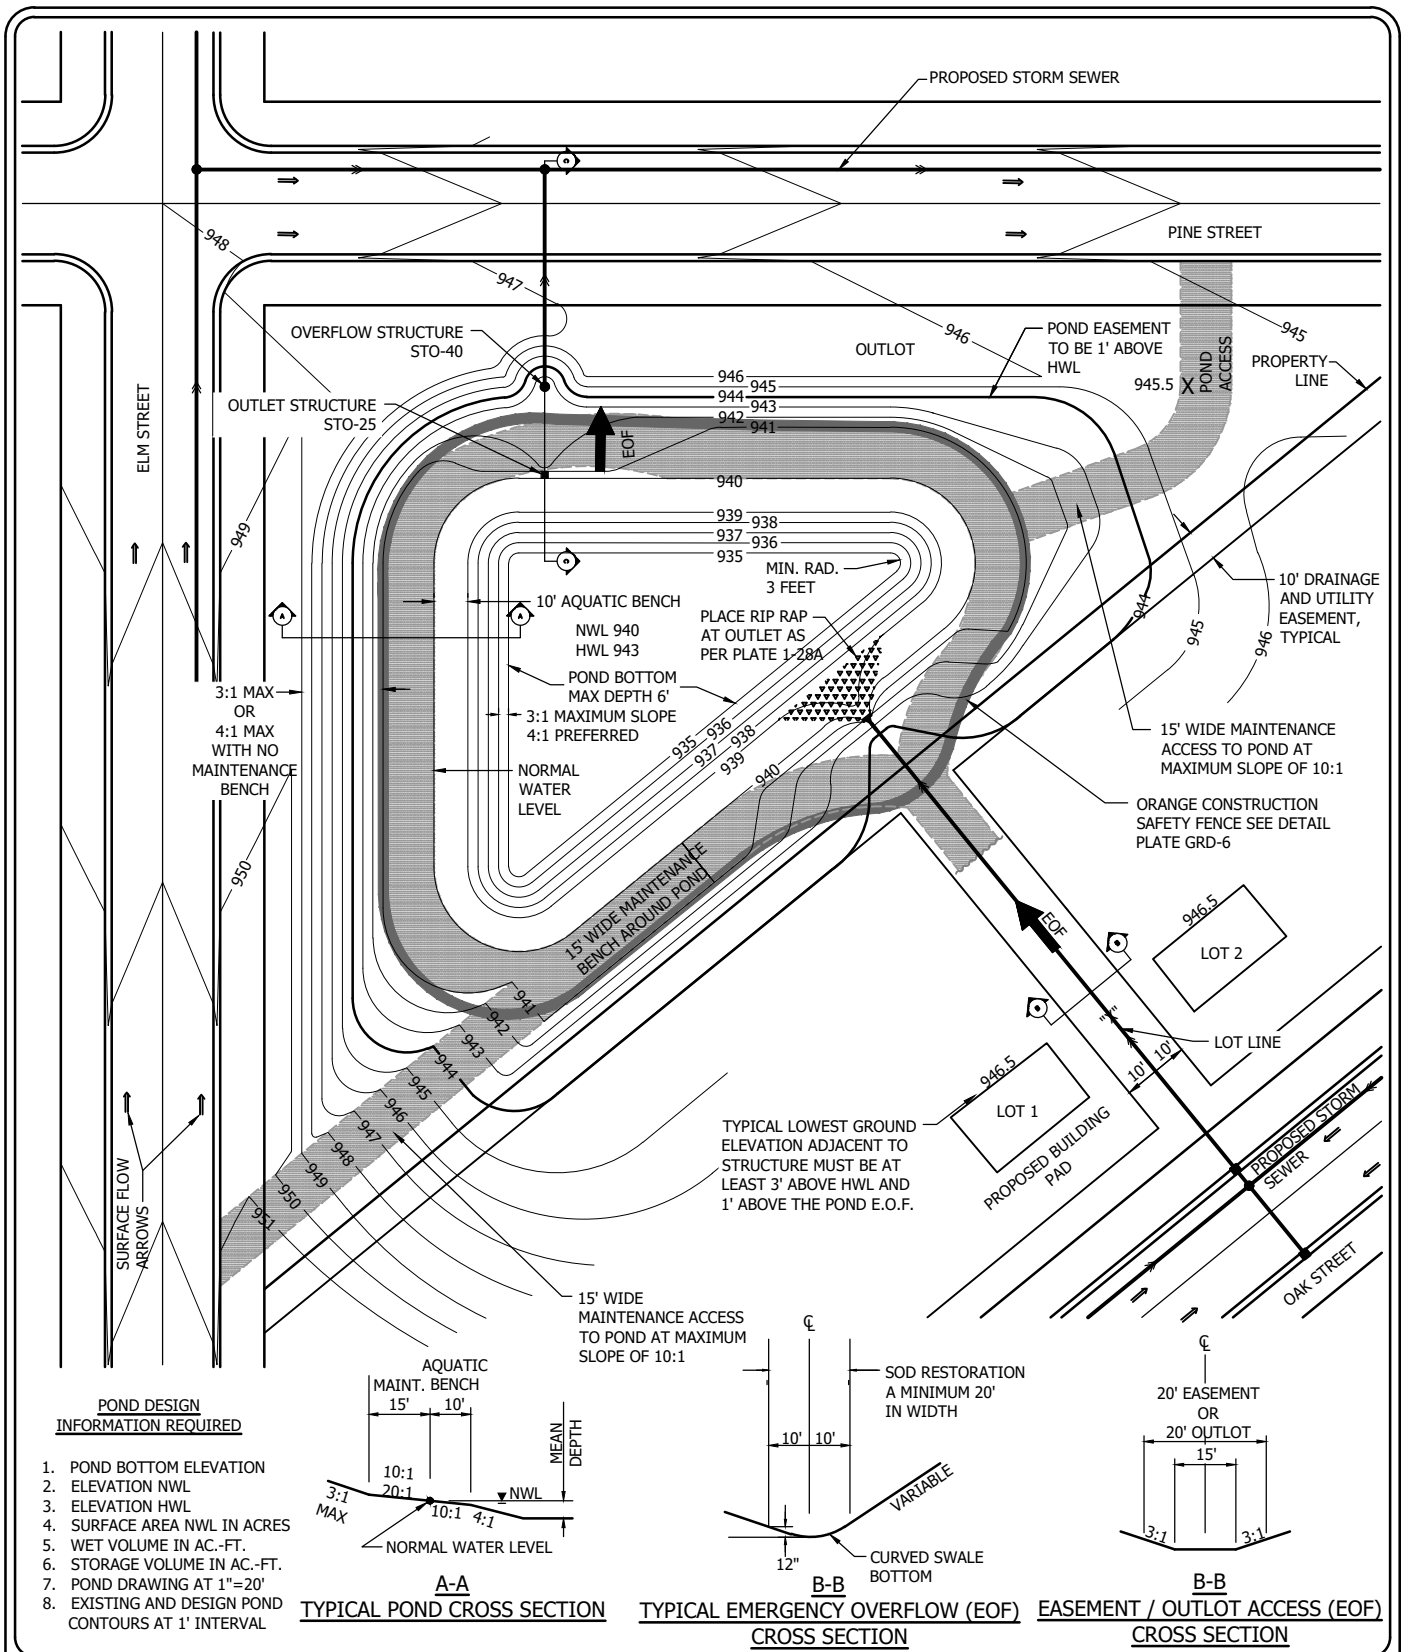 PROPOSED STORM SEWER
PINE STREET
948
947
946
945
OVERFLOW STRUCTURE
STO-40
OUTLOT
POND EASEMENT
TO BE 1' ABOVE
HWL
POND
ACCESS
PROPERTY
LINE
945.5 X
ELM STREET
OUTLET STRUCTURE
STO-25
946
945
944
943
942
941
940
EOF
949
939
938
937
936
935
MIN. RAD.
3 FEET
10' DRAINAGE
AND UTILITY
EASEMENT,
TYPICAL
944
945
946
A
A
10' AQUATIC BENCH
NWL 940
HWL 943
PLACE RIP RAP
AT OUTLET AS
PER PLATE 1-28A
POND BOTTOM
MAX DEPTH 6'
3:1 MAXIMUM SLOPE
4:1 PREFERRED
3:1 MAX
OR
4:1 MAX
WITH NO
MAINTENANCE
BENCH
NORMAL
WATER
LEVEL
935
936
937
938
939
940
15' WIDE MAINTENANCE
ACCESS TO POND AT
MAXIMUM SLOPE OF 10:1
ORANGE CONSTRUCTION
SAFETY FENCE SEE DETAIL
PLATE GRD-6
950
15' WIDE MAINTENANCE
BENCH AROUND POND
EOF
946.5
LOT 2
B
B
"V"
LOT LINE
10'
10'
941
942
943
944
945
946
947
948
949
950
951
946.5
LOT 1
PROPOSED BUILDING
PAD
PROPOSED STORM
SEWER
OAK STREET
TYPICAL LOWEST GROUND
ELEVATION ADJACENT TO
STRUCTURE MUST BE AT
LEAST 3' ABOVE HWL AND
1' ABOVE THE POND E.O.F.
SURFACE FLOW
ARROWS
15' WIDE
MAINTENANCE ACCESS
TO POND AT MAXIMUM
SLOPE OF 10:1
POND DESIGN
INFORMATION REQUIRED
1. POND BOTTOM ELEVATION
2. ELEVATION NWL
3. ELEVATION HWL
4. SURFACE AREA NWL IN ACRES
5. WET VOLUME IN AC.-FT.
6. STORAGE VOLUME IN AC.-FT.
7. POND DRAWING AT 1"=20'
8. EXISTING AND DESIGN POND
CONTOURS AT 1' INTERVAL
AQUATIC
MAINT. BENCH
15'
10'
MEAN
DEPTH
10:1
20:1
3:1
MAX
NWL
10:1
4:1
NORMAL WATER LEVEL
A-A
TYPICAL POND CROSS SECTION
℄
SOD RESTORATION
A MINIMUM 20'
IN WIDTH
10'
10'
VARIABLE
12"
CURVED SWALE
BOTTOM
B-B
TYPICAL EMERGENCY OVERFLOW (EOF)
CROSS SECTION
℄
20' EASEMENT
OR
20' OUTLOT
15'
3:1
3:1
B-B
EASEMENT / OUTLOT ACCESS (EOF)
CROSS SECTION